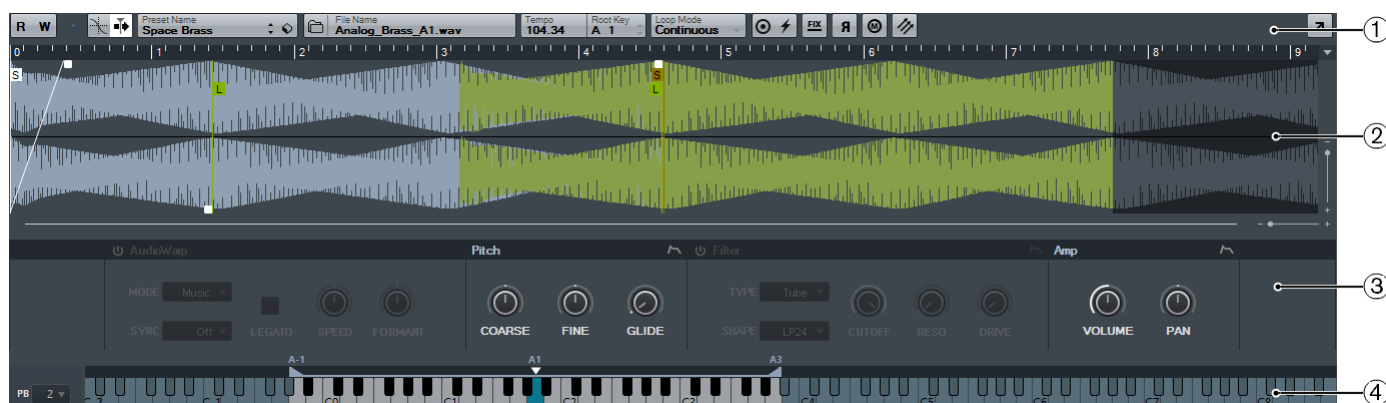 Preset Name File Name Tempo Root Key Loop Mode
R W Space Brass Analog_Brass_A1.wav 104.34 A 1 Continuous FIX R M 1
0 1 2 3 4 5 6 7 8 9
S L S
L
2
AudioWarp Pitch Filter Amp
MODE Music TYPE Tube 3
SYNC Off LEGATO SPEED FORMANT COARSE FINE GLIDE SHAPE LP24 CUTOFF RESO DRIVE VOLUME PAN
A-1 A1 A3
PB 2 C-2 C-1 C0 C1 C2 C3 C4 C5 C6 C7 C8 4